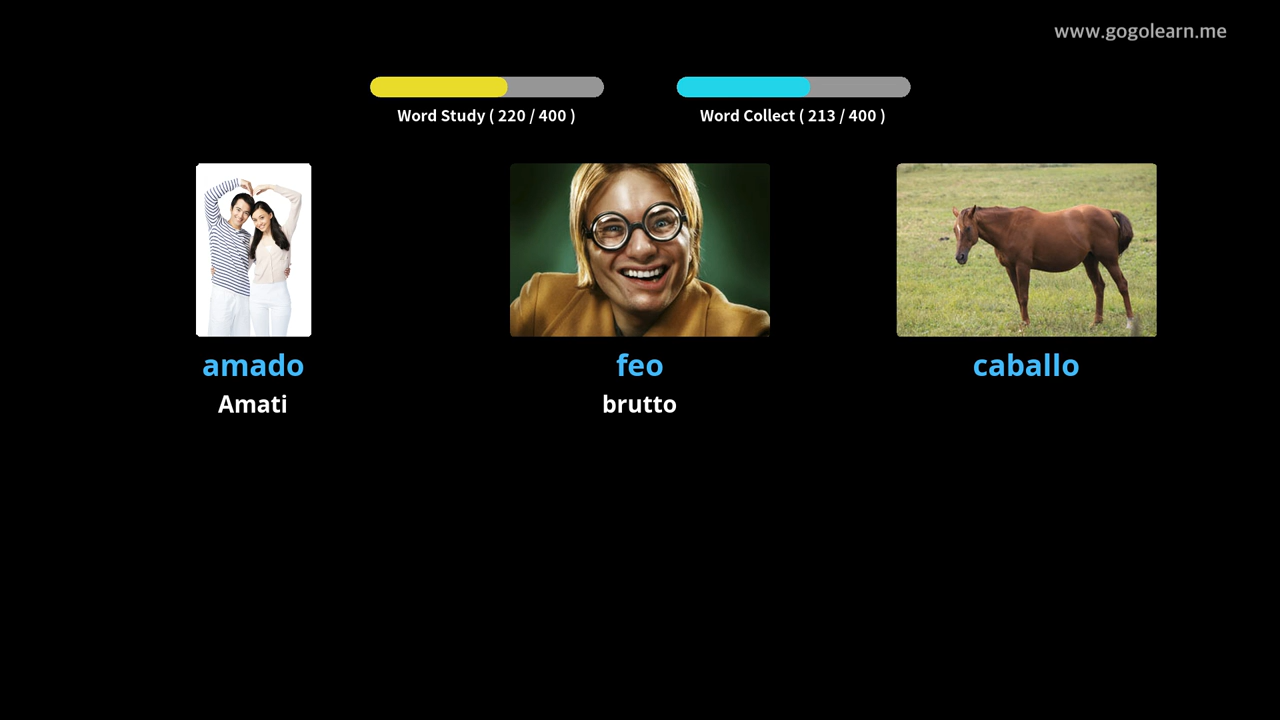 www.gogolearn.me
Word Study ( 220 / 400 )
Word Collect ( 213 / 400 )
amado
feo
caballo
Amati
brutto